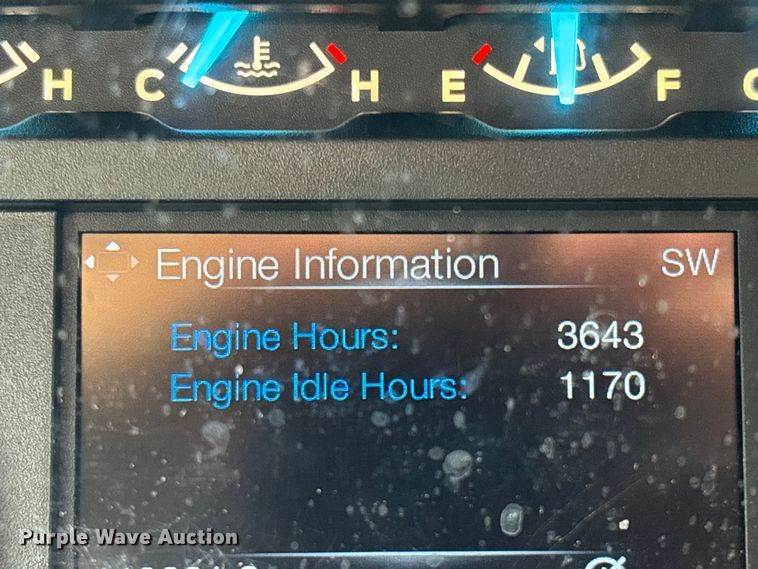 H C H E F
Engine Information SW
Engine Hours: 3643
Engine Idle Hours: 1170
Purple Wave Auction